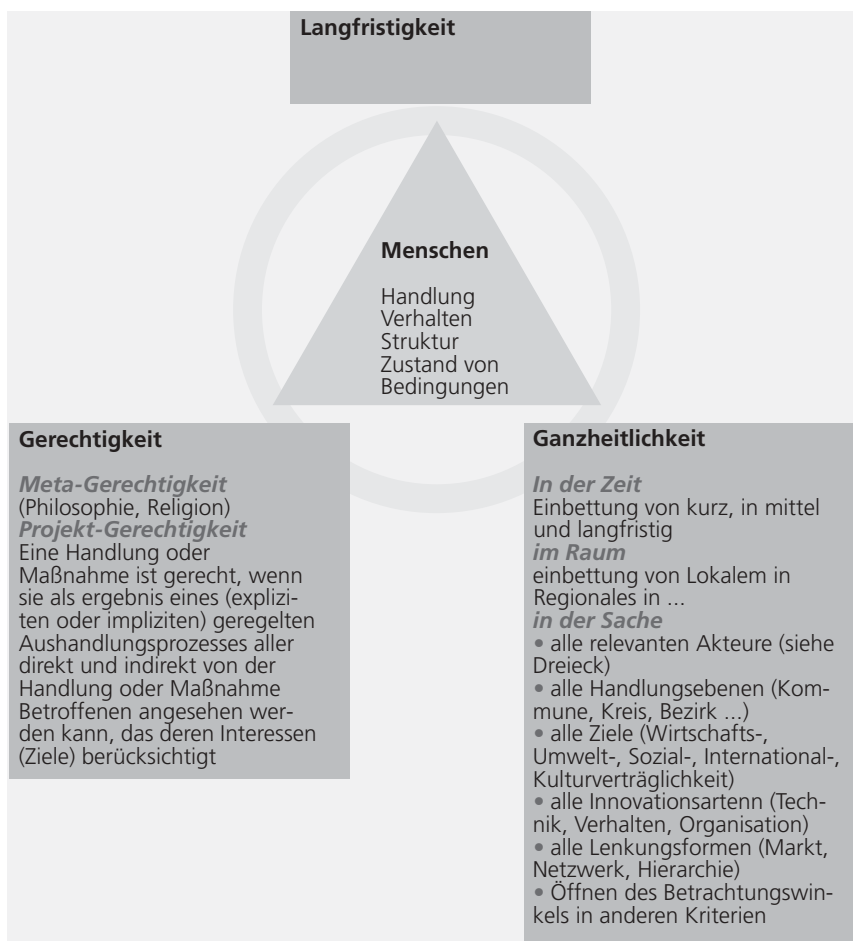 Langfristigkeit
Menschen
Handlung
Verhalten
Struktur
Zustand von
Bedingungen
Gerechtigkeit
Meta-Gerechtigkeit
(Philosophie, Religion)
Projekt-Gerechtigkeit
Eine Handlung oder
Maßnahme ist gerecht, wenn
sie als ergebnis eines (explizi-
ten oder impliziten) geregelten
Aushandlungsprozesses aller
direkt und indirekt von der
Handlung oder Maßnahme
Betroffenen angesehen wer-
den kann, das deren Interessen
(Ziele) berücksichtigt
Ganzheitlichkeit
In der Zeit
Einbettung von kurz, in mittel
und langfristig
im Raum
einbettung von Lokalem in
Regionales in ...
in der Sache
• alle relevanten Akteure (siehe
Dreieck)
• alle Handlungsebenen (Kom-
mune, Kreis, Bezirk ...)
• alle Ziele (Wirtschafts-,
Umwelt-, Sozial-, International-,
Kulturverträglichkeit)
• alle Innovationsartenn (Tech-
nik, Verhalten, Organisation)
• alle Lenkungsformen (Markt,
Netzwerk, Hierarchie)
• Öffnen des Betrachtungswin-
kels in anderen Kriterien